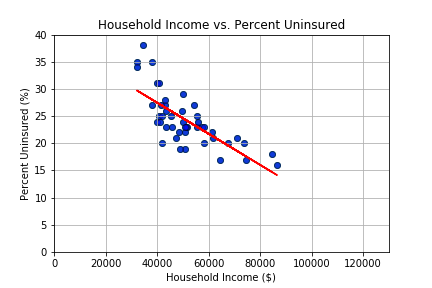 Household Income vs. Percent Uninsured
Percent Uninsured (%)
40
35
30
25
20
15
10
5
0
0 20000 40000 60000 80000 100000 120000
Household Income ($)